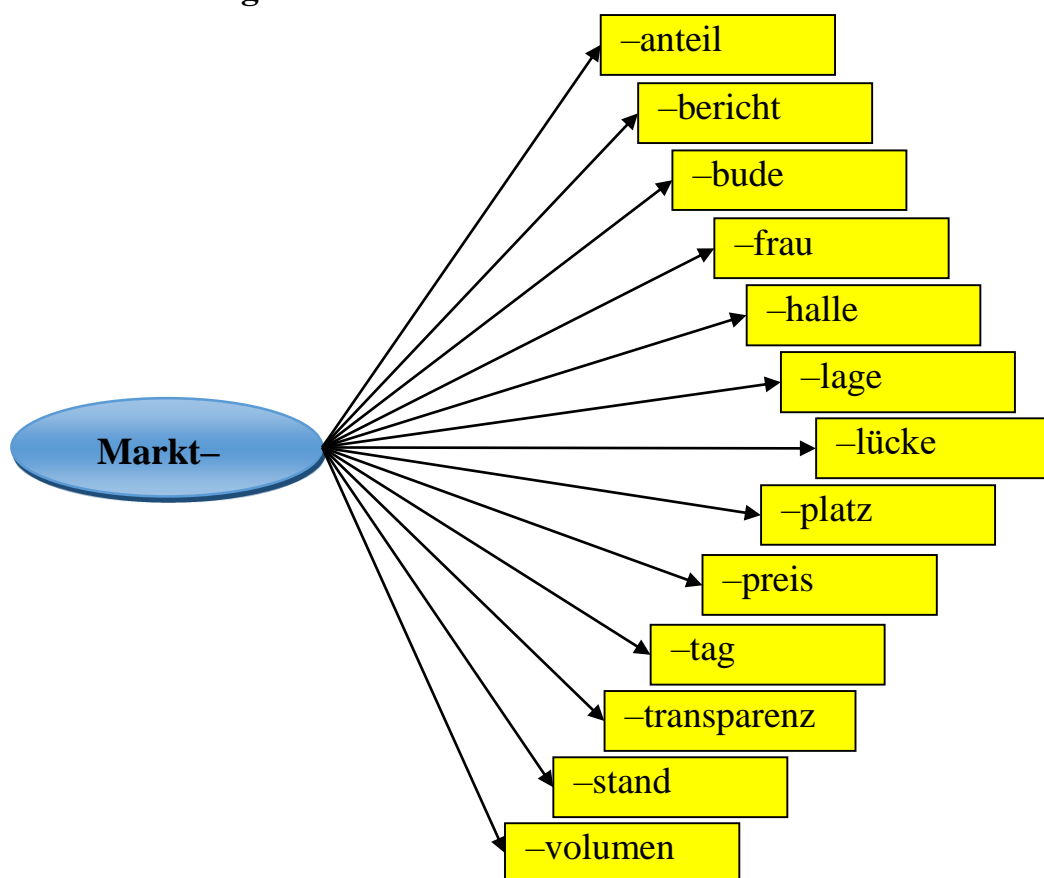 –anteil
–bericht
–bude
–frau
–halle
–lage
Markt–
–lücke
–platz
–preis
–tag
–transparenz
–stand
–volumen